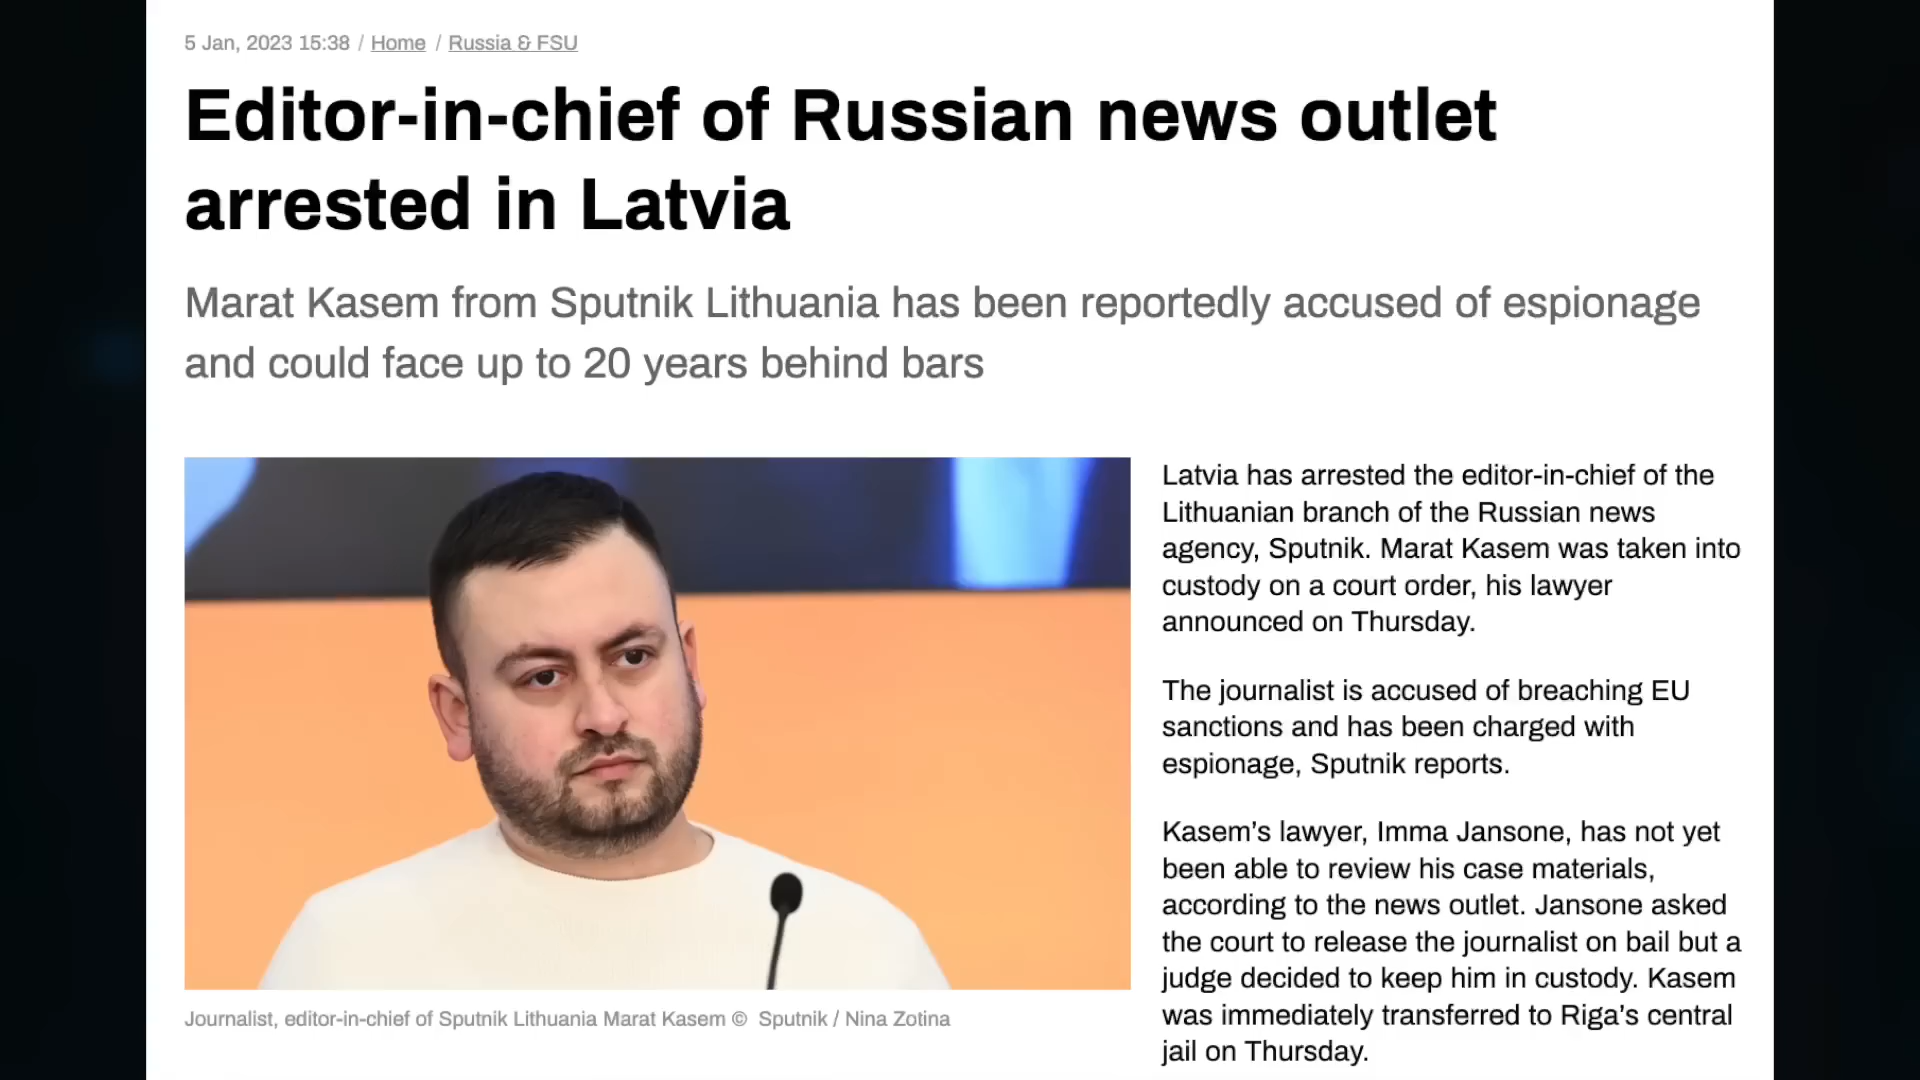 5 Jan, 2023 15:38 / Home / Russia & FSU
Editor-in-chief of Russian news outlet
arrested in Latvia
Marat Kasem from Sputnik Lithuania has been reportedly accused of espionage
and could face up to 20 years behind bars
Journalist, editor-in-chief of Sputnik Lithuania Marat Kasem © Sputnik / Nina Zotina
Latvia has arrested the editor-in-chief of the
Lithuanian branch of the Russian news
agency, Sputnik. Marat Kasem was taken into
custody on a court order, his lawyer
announced on Thursday.
The journalist is accused of breaching EU
sanctions and has been charged with
espionage, Sputnik reports.
Kasem’s lawyer, Imma Jansone, has not yet
been able to review his case materials,
according to the news outlet. Jansone asked
the court to release the journalist on bail but a
judge decided to keep him in custody. Kasem
was immediately transferred to Riga’s central
jail on Thursday.